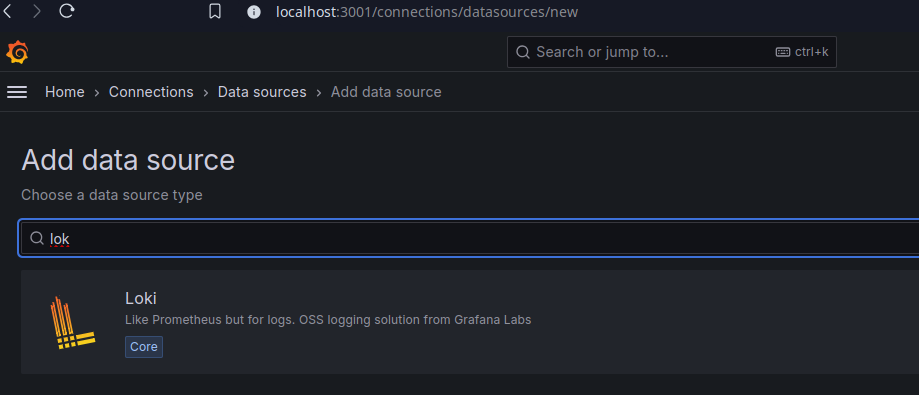 localhost:3001/connections/datasources/new
Search or jump to... ctrl+k
Home › Connections › Data sources › Add data source
Add data source
Choose a data source type
lok
Loki
Like Prometheus but for logs. OSS logging solution from Grafana Labs
Core